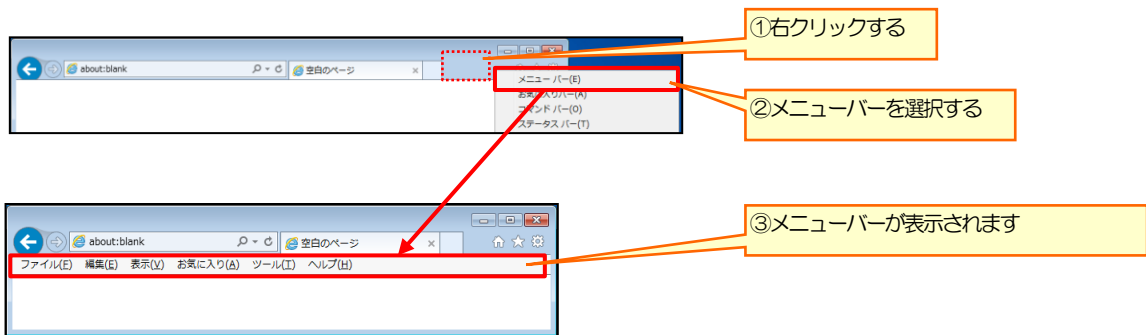 ①右クリックする
about:blank
空白のページ
メニュー バー(E)
お気に入りバー(A)
コマンド バー(O)
ステータス バー(T)
②メニューバーを選択する
③メニューバーが表示されます
about:blank
空白のページ
ファイル(F) 編集(E) 表示(V) お気に入り(A) ツール(T) ヘルプ(H)